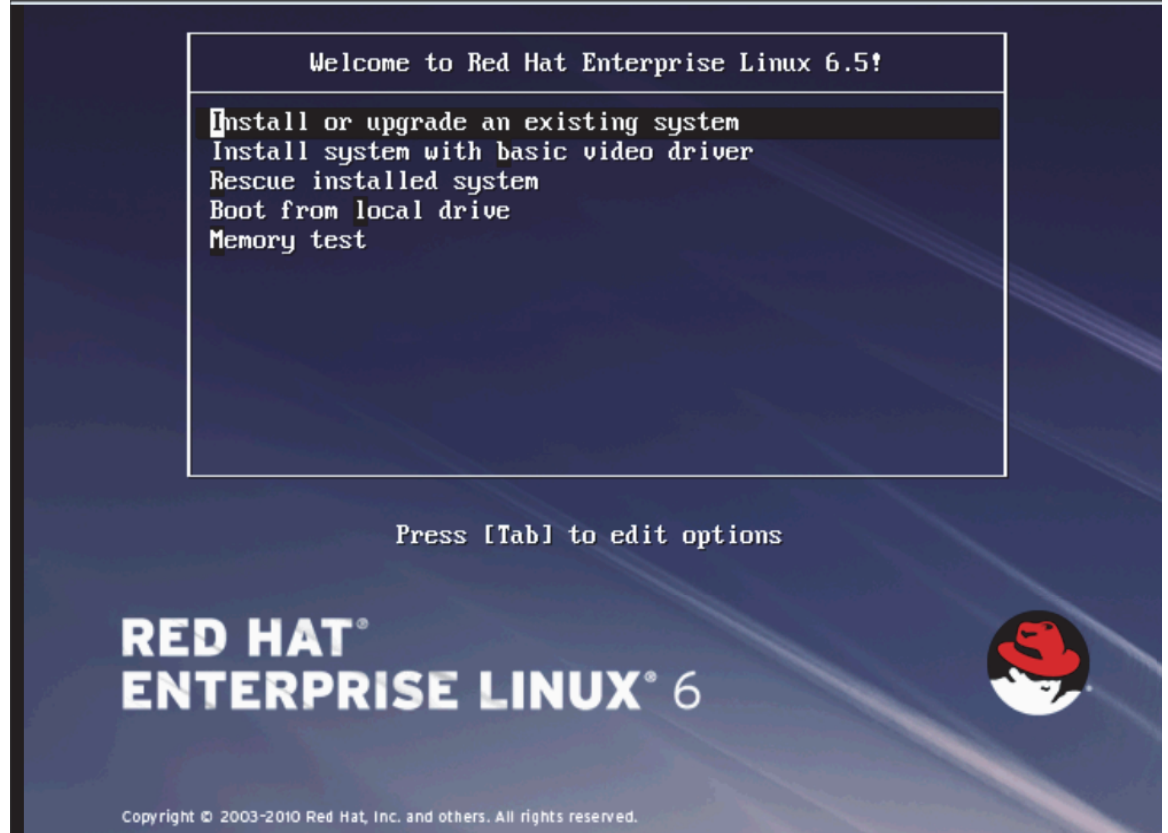 Welcome to Red Hat Enterprise Linux 6.5!
Install or upgrade an existing system
Install system with basic video driver
Rescue installed system
Boot from local drive
Memory test
Press [Tab] to edit options
RED HAT®
ENTERPRISE LINUX® 6
Copyright © 2003-2010 Red Hat, Inc. and others. All rights reserved.